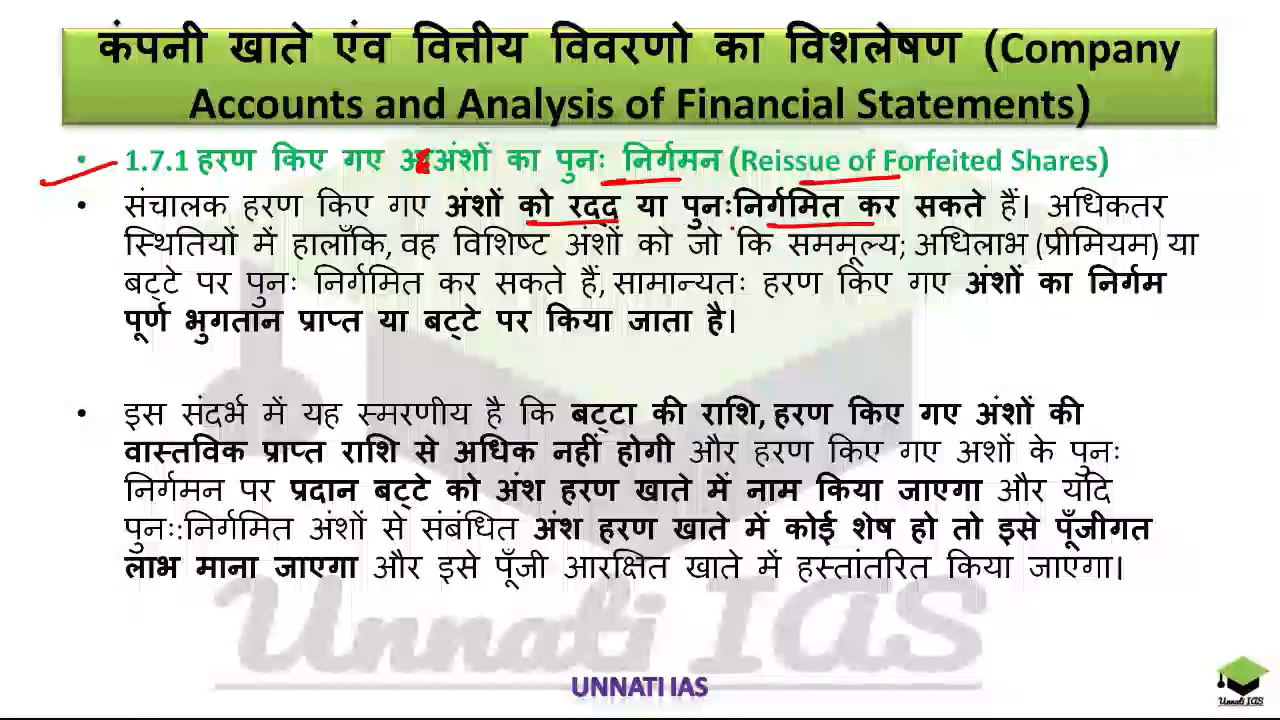 कंपनी खाते एंव वित्तीय विवरणो का विशलेषण (Company
Accounts and Analysis of Financial Statements)
• 1.7.1 हरण किए गए अंशों का पुनः निर्गमन (Reissue of Forfeited Shares)
• संचालक हरण किए गए अंशों को रदद् या पुनःनिर्गमित कर सकते हैं। अधिकतर
स्थितियों में हालाँकि, वह विशिष्ट अंशों को जो कि सममूल्य; अधिलाभ (प्रीमियम) या
बट्टे पर पुनः निर्गमित कर सकते हैं, सामान्यतः हरण किए गए अंशों का निर्गम
पूर्ण भुगतान प्राप्त या बट्टे पर किया जाता है।
• इस संदर्भ में यह स्मरणीय है कि बट्टा की राशि, हरण किए गए अंशों की
वास्तविक प्राप्त राशि से अधिक नहीं होगी और हरण किए गए अशों के पुनः
निर्गमन पर प्रदान बट्टे को अंश हरण खाते में नाम किया जाएगा और यदि
पुनः:निर्गमित अंशों से संबंधित अंश हरण खाते में कोई शेष हो तो इसे पूँजीगत
लाभ माना जाएगा और इसे पूँजी आरक्षित खाते में हस्तांतरित किया जाएगा।
Unnati IAS
UNNATI IAS
Unnati IAS